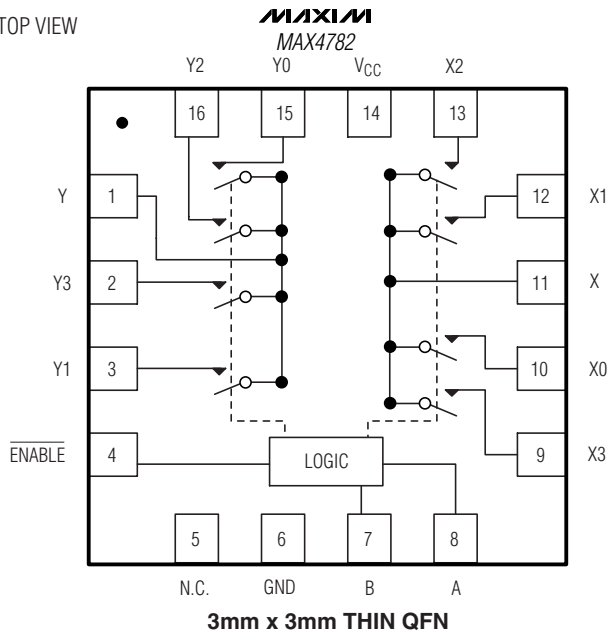 TOP VIEW
MAXIM
MAX4782
Y2 Y0 VCC X2
16 15 14 13
Y 1 12 X1
Y3 2 11 X
Y1 3 10 X0
ENABLE 4 9 X3
LOGIC
5 6 7 8
N.C. GND B A
3mm x 3mm THIN QFN